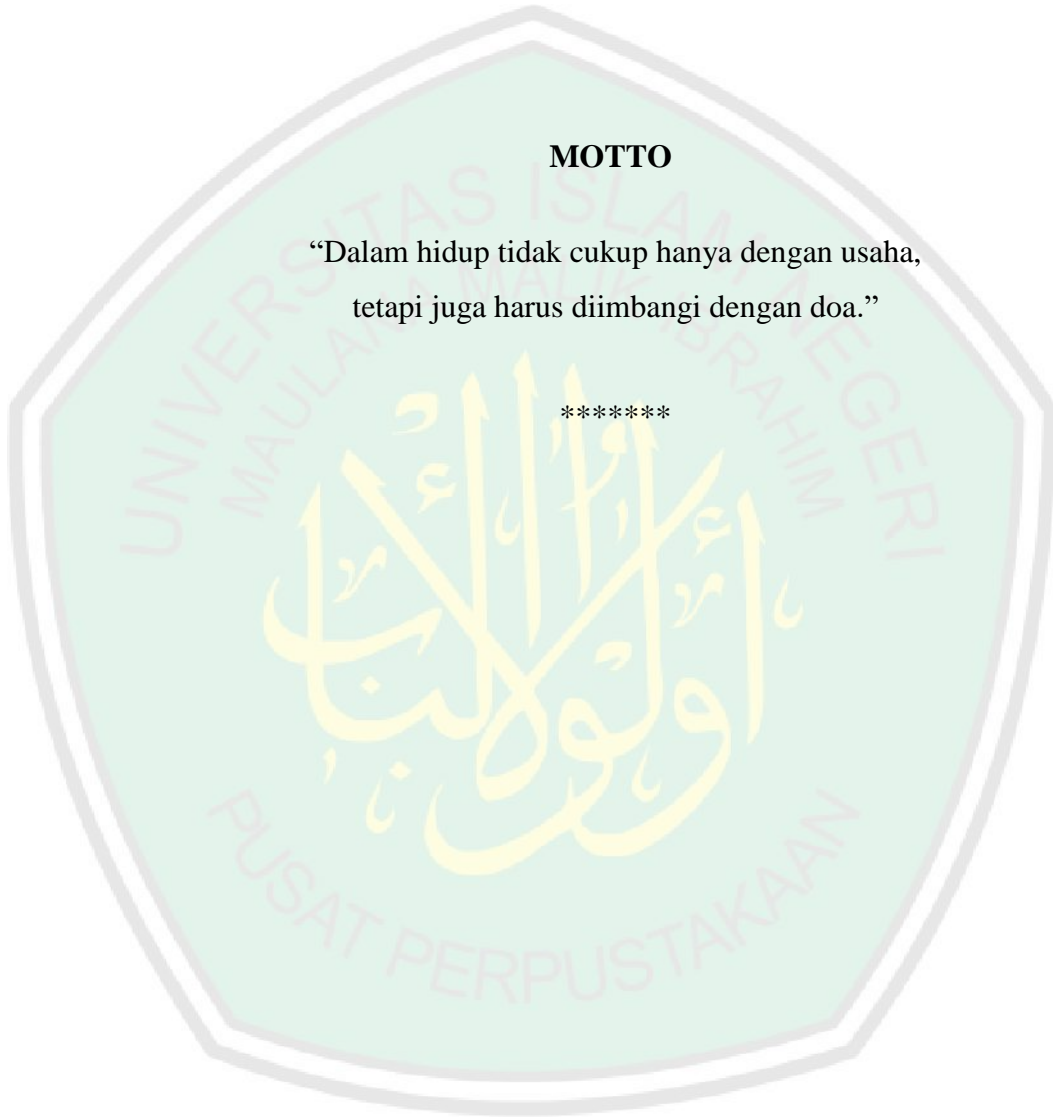 MOTTO
“Dalam hidup tidak cukup hanya dengan usaha,
tetapi juga harus diimbangi dengan doa.”
*******
UNIVERSITAS ISLAM NEGERI
MAULANA MALIK IBRAHIM
أولو الألباب
PUSAT PERPUSTAKAAN